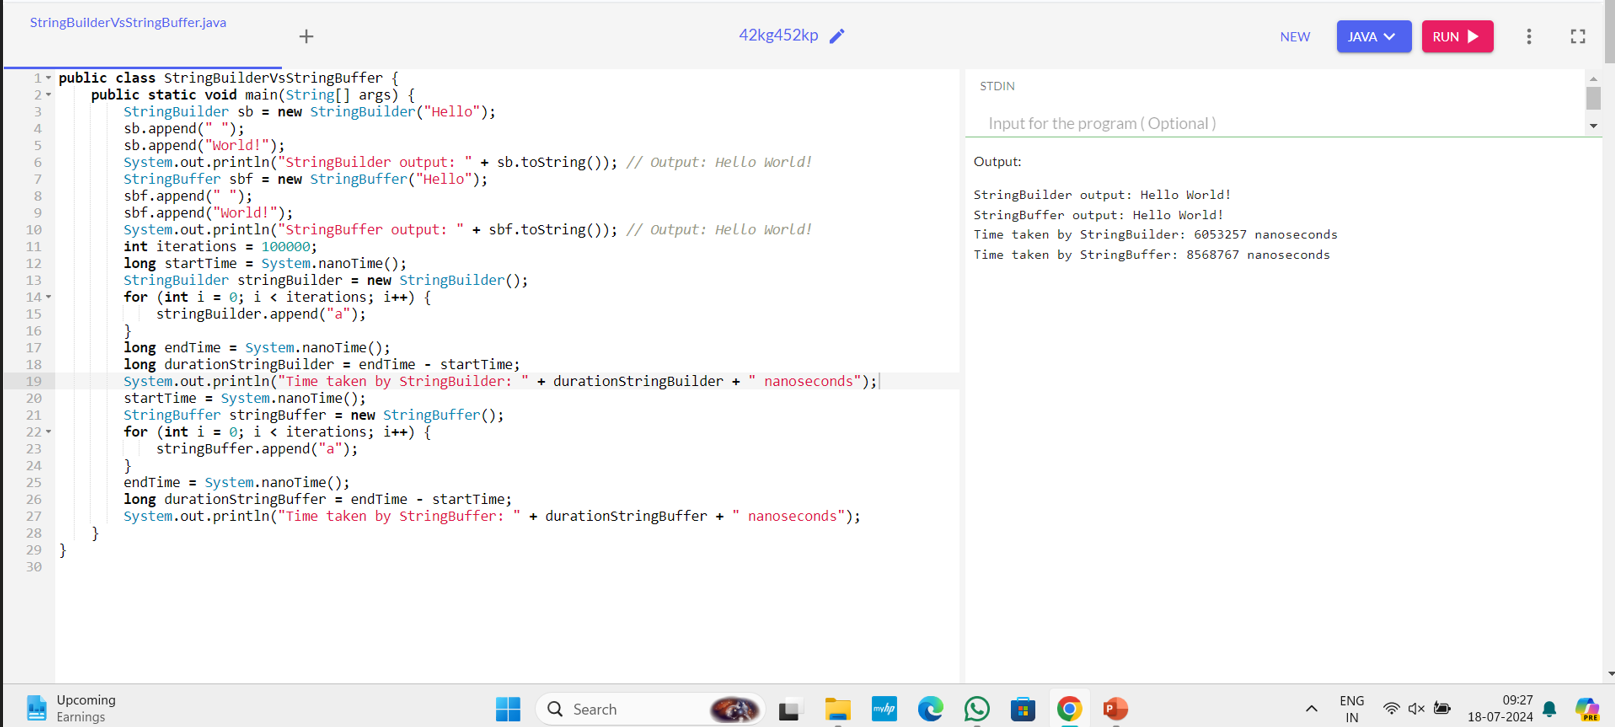 StringBuilderVsStringBuffer.java
+
42kg452kp
NEW
JAVA
RUN
1 public class StringBuilderVsStringBuffer {
2 public static void main(String[] args) {
3 StringBuilder sb = new StringBuilder("Hello");
4 sb.append(" ");
5 sb.append("World!");
6 System.out.println("StringBuilder output: " + sb.toString()); // Output: Hello World!
7 StringBuffer sbf = new StringBuffer("Hello");
8 sbf.append(" ");
9 sbf.append("World!");
10 System.out.println("StringBuffer output: " + sbf.toString()); // Output: Hello World!
11 int iterations = 100000;
12 long startTime = System.nanoTime();
13 StringBuilder stringBuilder = new StringBuilder();
14 for (int i = 0; i < iterations; i++) {
15 stringBuilder.append("a");
16 }
17 long endTime = System.nanoTime();
18 long durationStringBuilder = endTime - startTime;
19 System.out.println("Time taken by StringBuilder: " + durationStringBuilder + " nanoseconds");
20 startTime = System.nanoTime();
21 StringBuffer stringBuffer = new StringBuffer();
22 for (int i = 0; i < iterations; i++) {
23 stringBuffer.append("a");
24 }
25 endTime = System.nanoTime();
26 long durationStringBuffer = endTime - startTime;
27 System.out.println("Time taken by StringBuffer: " + durationStringBuffer + " nanoseconds");
28 }
29 }
30
STDIN
Input for the program ( Optional )
Output:
StringBuilder output: Hello World!
StringBuffer output: Hello World!
Time taken by StringBuilder: 6053257 nanoseconds
Time taken by StringBuffer: 8568767 nanoseconds
Upcoming
Earnings
Search
myhp
P
ENG
IN
09:27
18-07-2024
PRE